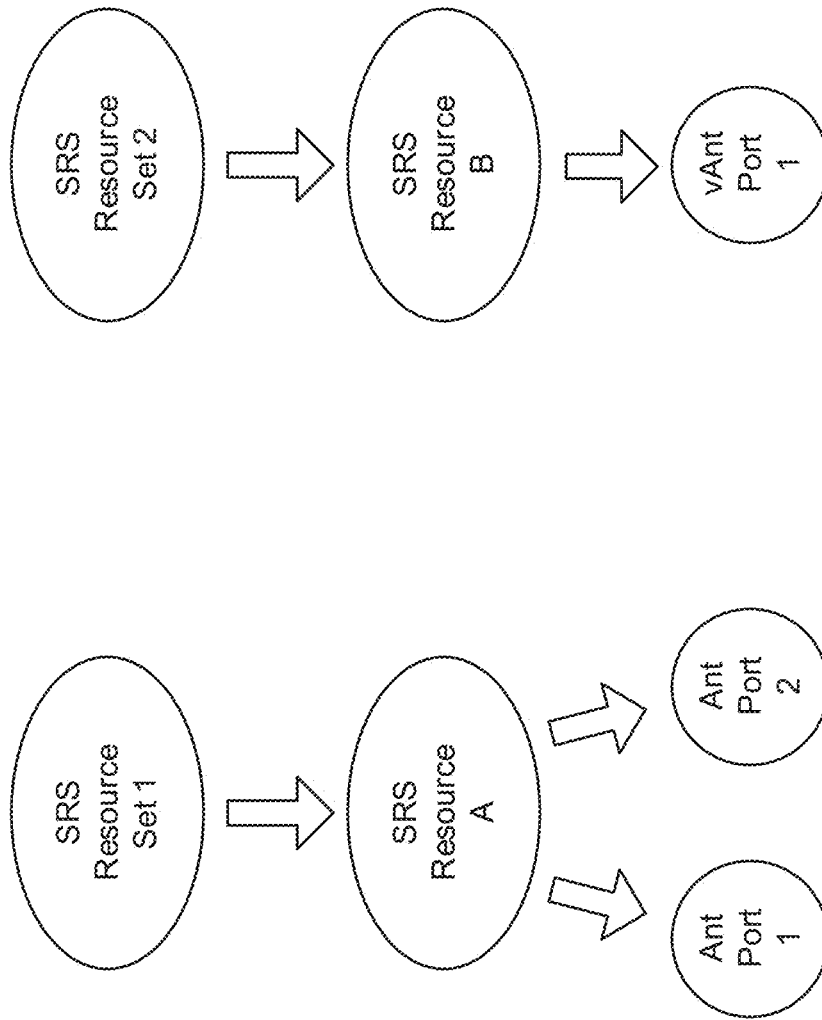 SRS
Resource
Set 1
SRS
Resource
Set 2
SRS
Resource
A
SRS
Resource
B
Ant
Port
1
Ant
Port
2
vAnt
Port
1